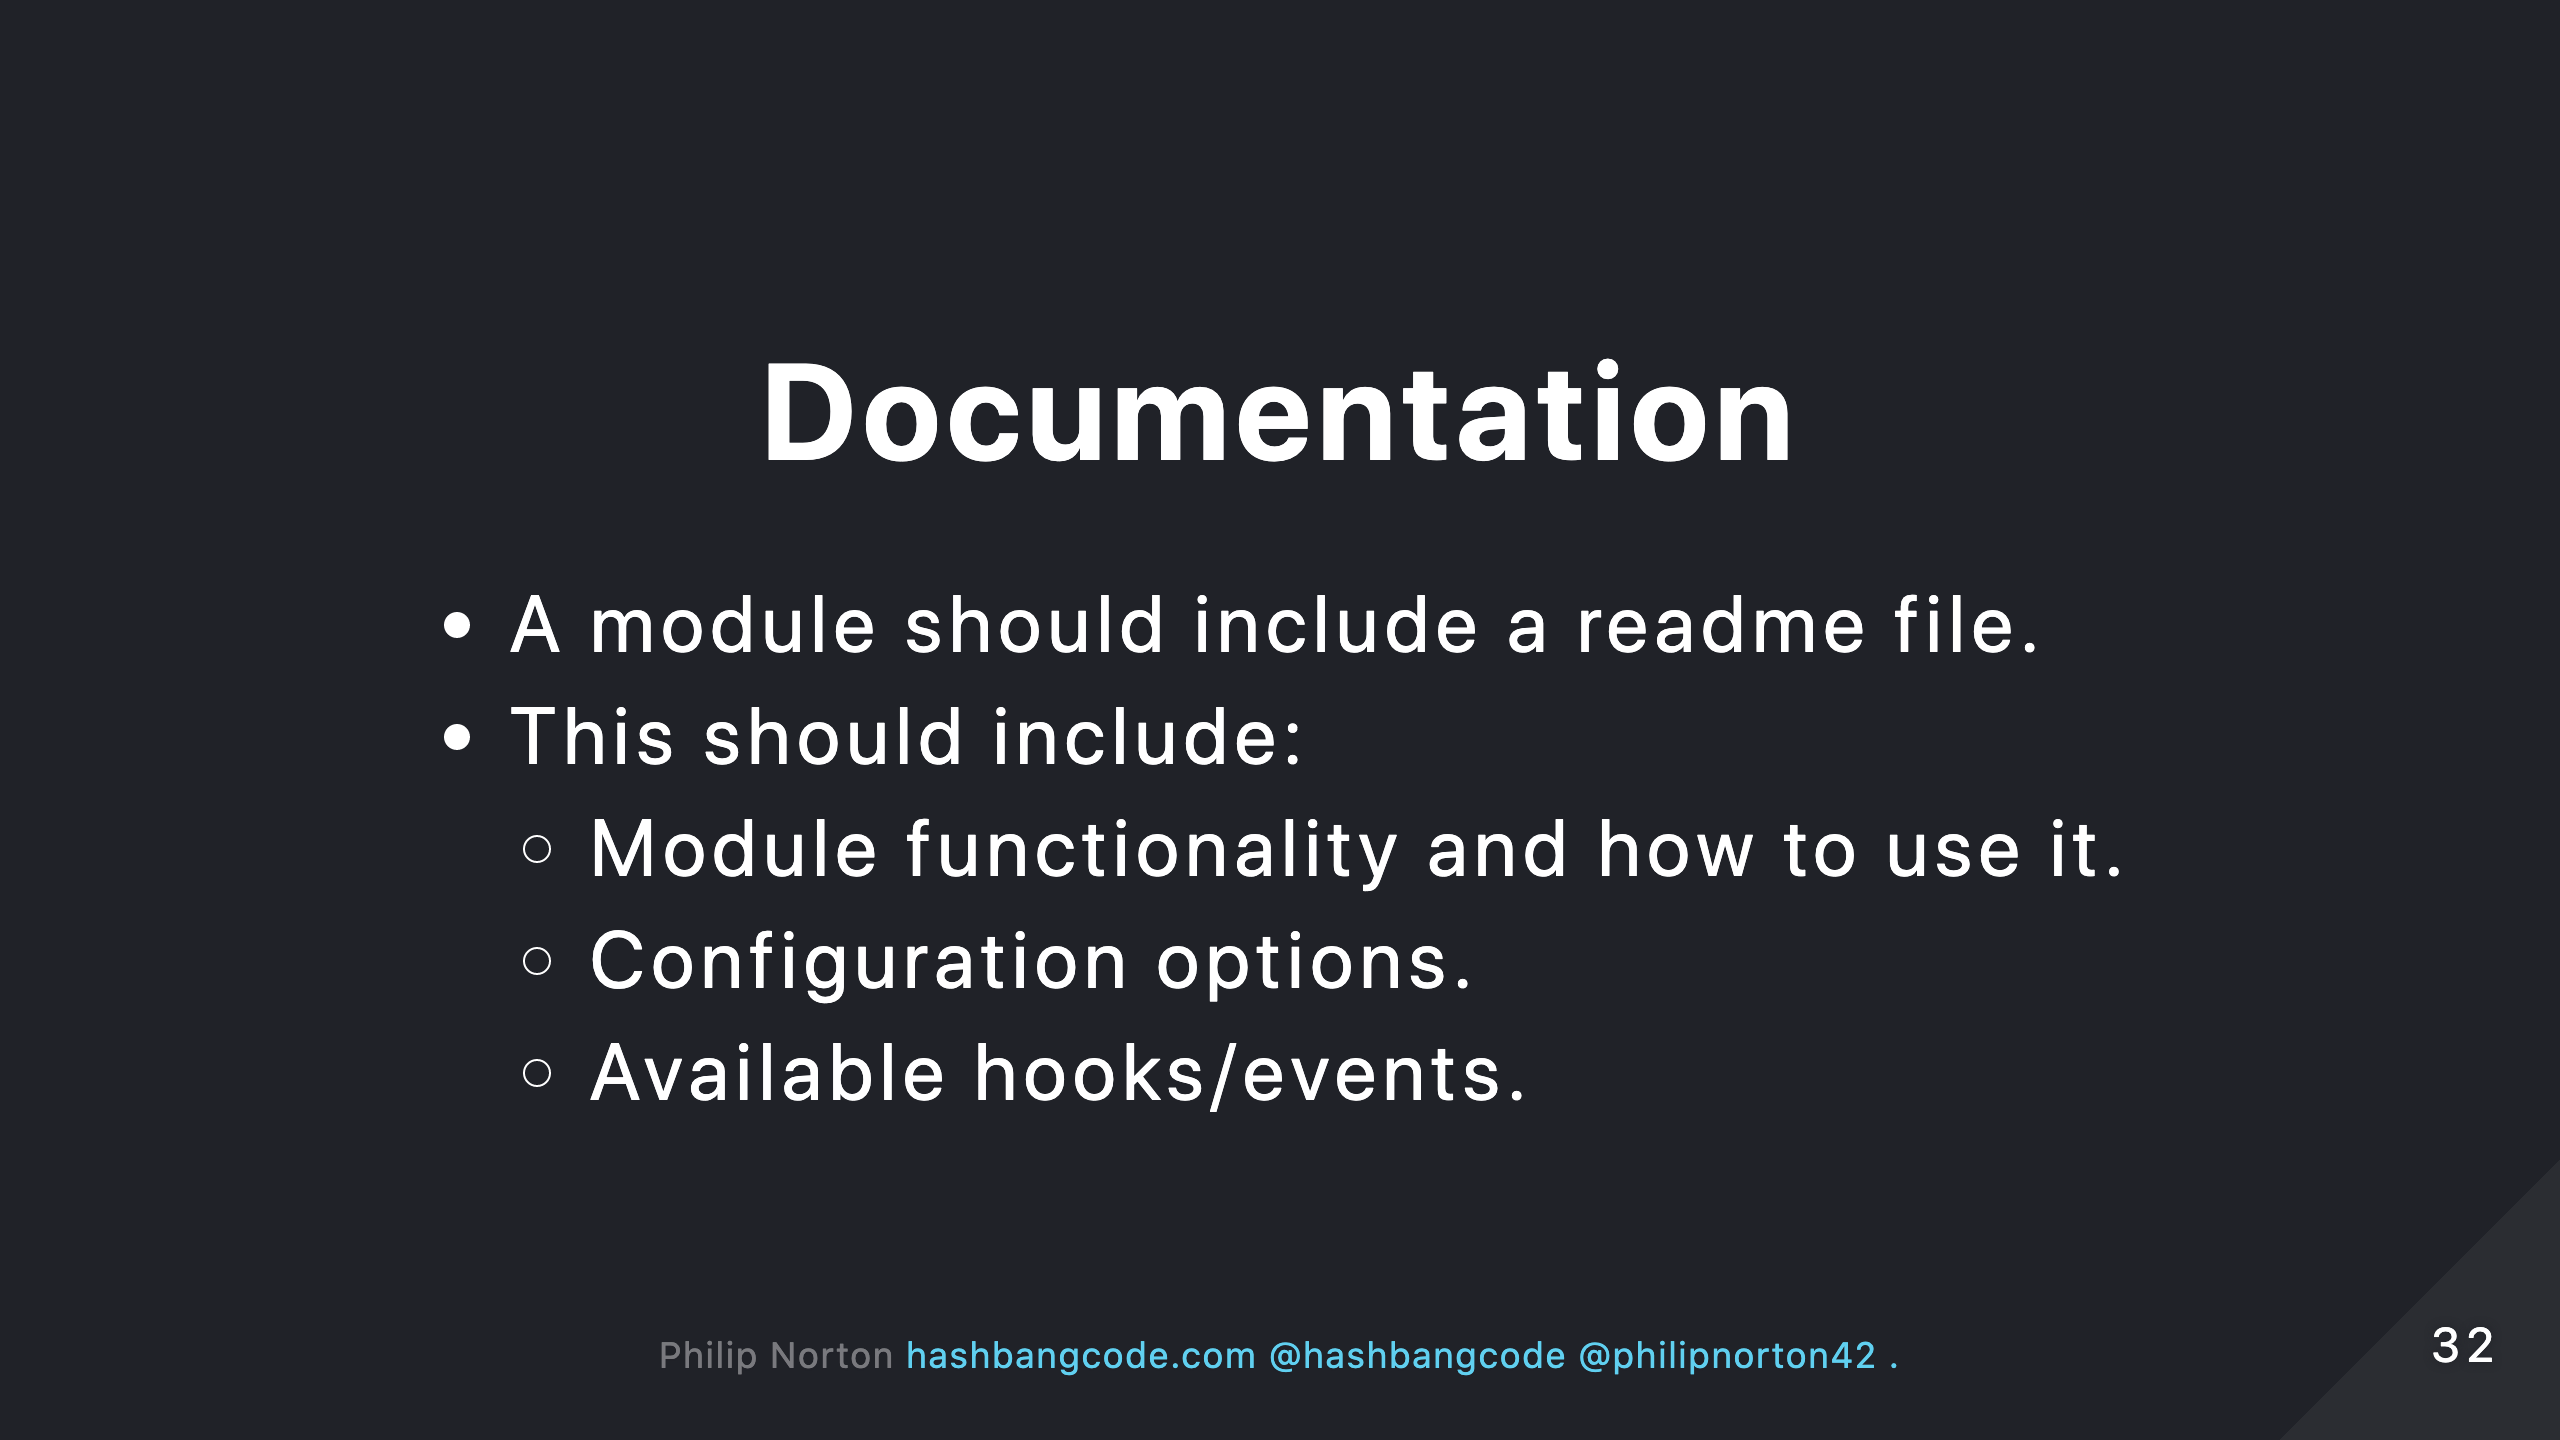 Documentation
• A module should include a readme file.
• This should include:
○ Module functionality and how to use it.
○ Configuration options.
○ Available hooks/events.
Philip Norton hashbangcode.com @hashbangcode @philipnorton42 .
32